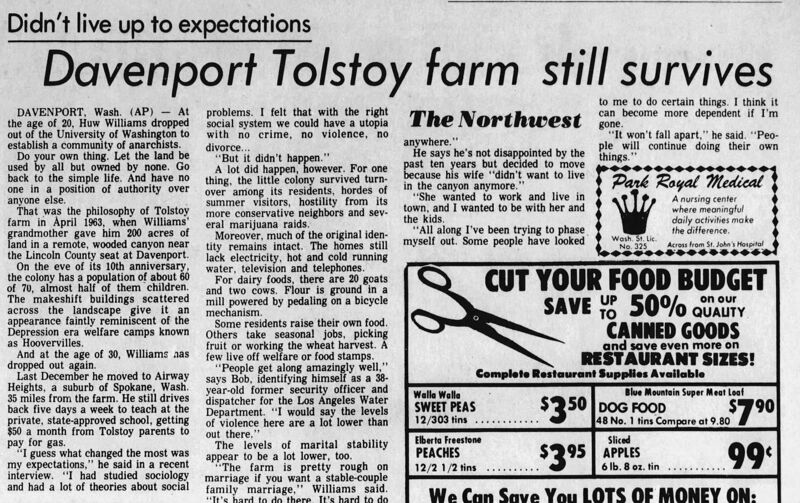 Didn't live up to expectations
Davenport Tolstoy farm still survives
DAVENPORT, Wash. (AP) — At
the age of 20, Huw Williams dropped
out of the University of Washington to
establish a community of anarchists.
Do your own thing. Let the land be
used by all but owned by none. Go
back to the simple life. And have no
one in a position of authority over
anyone else.
That was the philosophy of Tolstoy
farm in April 1963, when Williams'
grandmother gave him 200 acres of
land in a remote, wooded canyon near
the Lincoln County seat at Davenport.
On the eve of its 10th anniversary,
the colony has a population of about 60
of 70, almost half of them children.
The makeshift buildings scattered
across the landscape give it an
appearance faintly reminiscent of the
Depression era welfare camps known
as Hoovervilles.
And at the age of 30, Williams has
dropped out again.
Last December he moved to Airway
Heights, a suburb of Spokane, Wash.
35 miles from the farm. He still drives
back five days a week to teach at the
private, state-approved school, getting
$50 a month from Tolstoy parents to
pay for gas.
"I guess what changed the most was
my expectations," he said in a recent
interview. "I had studied sociology
and had a lot of theories about social
problems. I felt that with the right
social system we could have a utopia
with no crime, no violence, no
divorce...
"But it didn't happen."
A lot did happen, however. For one
thing, the little colony survived turn-
over among its residents, hordes of
summer visitors, hostility from its
more conservative neighbors and sev-
eral marijuana raids.
Moreover, much of the original iden-
tity remains intact. The homes still
lack electricity, hot and cold running
water, television and telephones.
For dairy foods, there are 20 goats
and two cows. Flour is ground in a
mill powered by pedaling on a bicycle
mechanism.
Some residents raise their own food.
Others take seasonal jobs, picking
fruit or working the wheat harvest. A
few live off welfare or food stamps.
"People get along amazingly well,"
says Bob, identifying himself as a 38-
year-old former security officer and
dispatcher for the Los Angeles Water
Department. "I would say the levels
of violence here are a lot lower than
out there."
The levels of marital stability
appear to be a lot lower, too.
"The farm is pretty rough on
marriage if you want a stable-couple
family marriage," Williams said.
"It's hard to do there. It's hard to do
The Northwest
anywhere."
He says he's not disappointed by the
past ten years but decided to move
because his wife "didn't want to live
in the canyon anymore."
"She wanted to work and live in
town, and I wanted to be with her and
the kids.
"All along I've been trying to phase
myself out. Some people have looked
to me to do certain things. I think it
can become more dependent if I'm
gone.
"It won't fall apart," he said. "Peo-
ple will continue doing their own
things."
Park Royal Medical
A nursing center
where meaningful
daily activities make
the difference.
Wash. St. Lic.
No. 325
Across from St. John's Hospital
CUT YOUR FOOD BUDGET
SAVE UP TO 50% on our QUALITY
CANNED GOODS
and save even more on
RESTAURANT SIZES!
Complete Restaurant Supplies Available
Walla Walla
SWEET PEAS
12/303 tins .......... $3.50
Blue Mountain Super Meat Loaf
DOG FOOD
48 No. 1 tins Compare at 9.80 $7.90
Elberta Freestone
PEACHES
12/2 1/2 tins .......... $3.95
Sliced
APPLES
6 lb. 8 oz. tin .......... 99¢
We Can Save You LOTS OF MONEY ON: